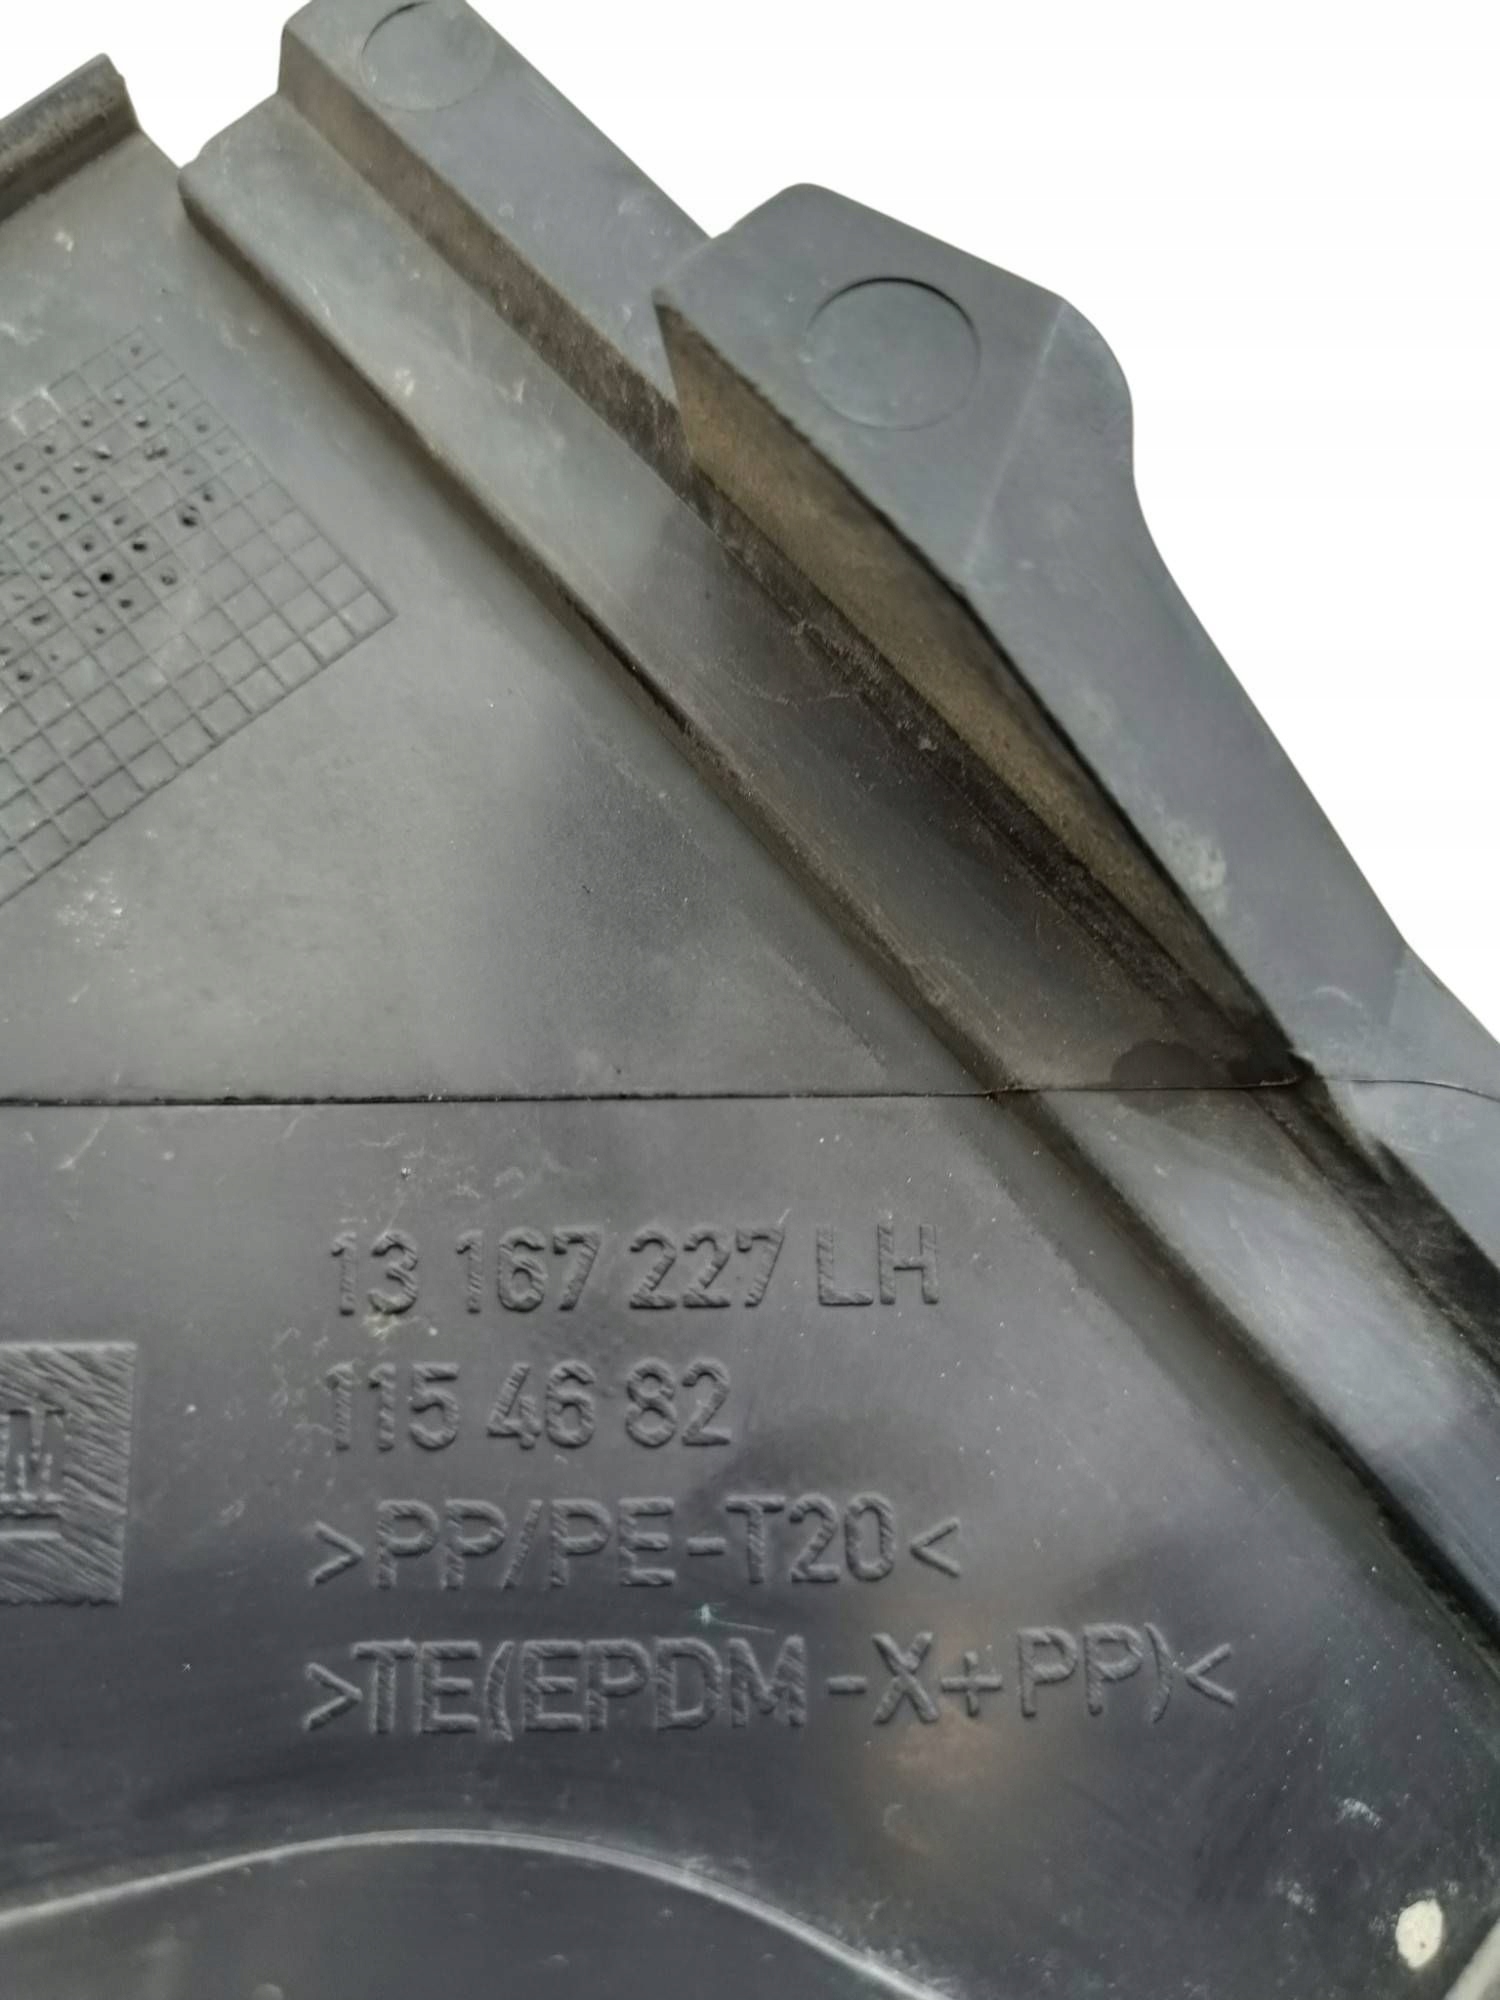 13 167 227 LH
115 46 82
>PP/PE-T20<
>TE(EPDM-X+PP)<